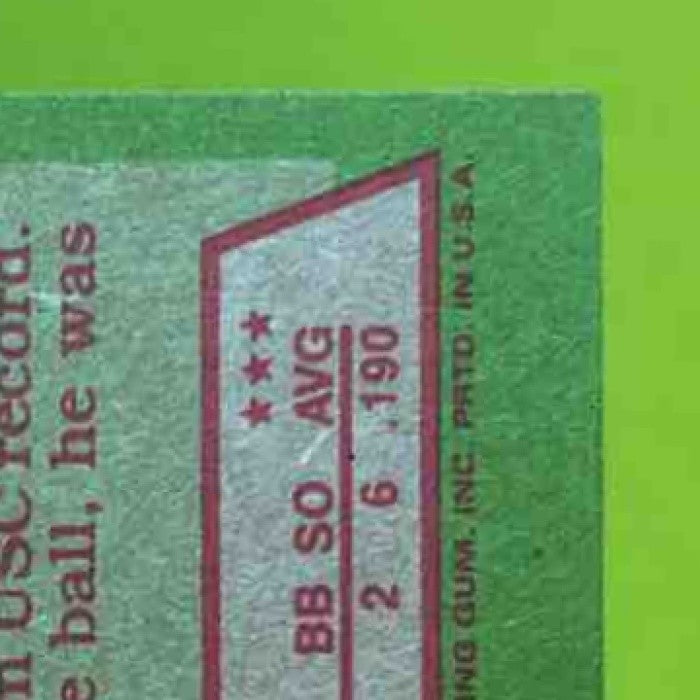 n USC record.
e ball, he was
★★★
BB SO AVG
2 6 .190
ING GUM, INC PRTD. IN U.S.A.